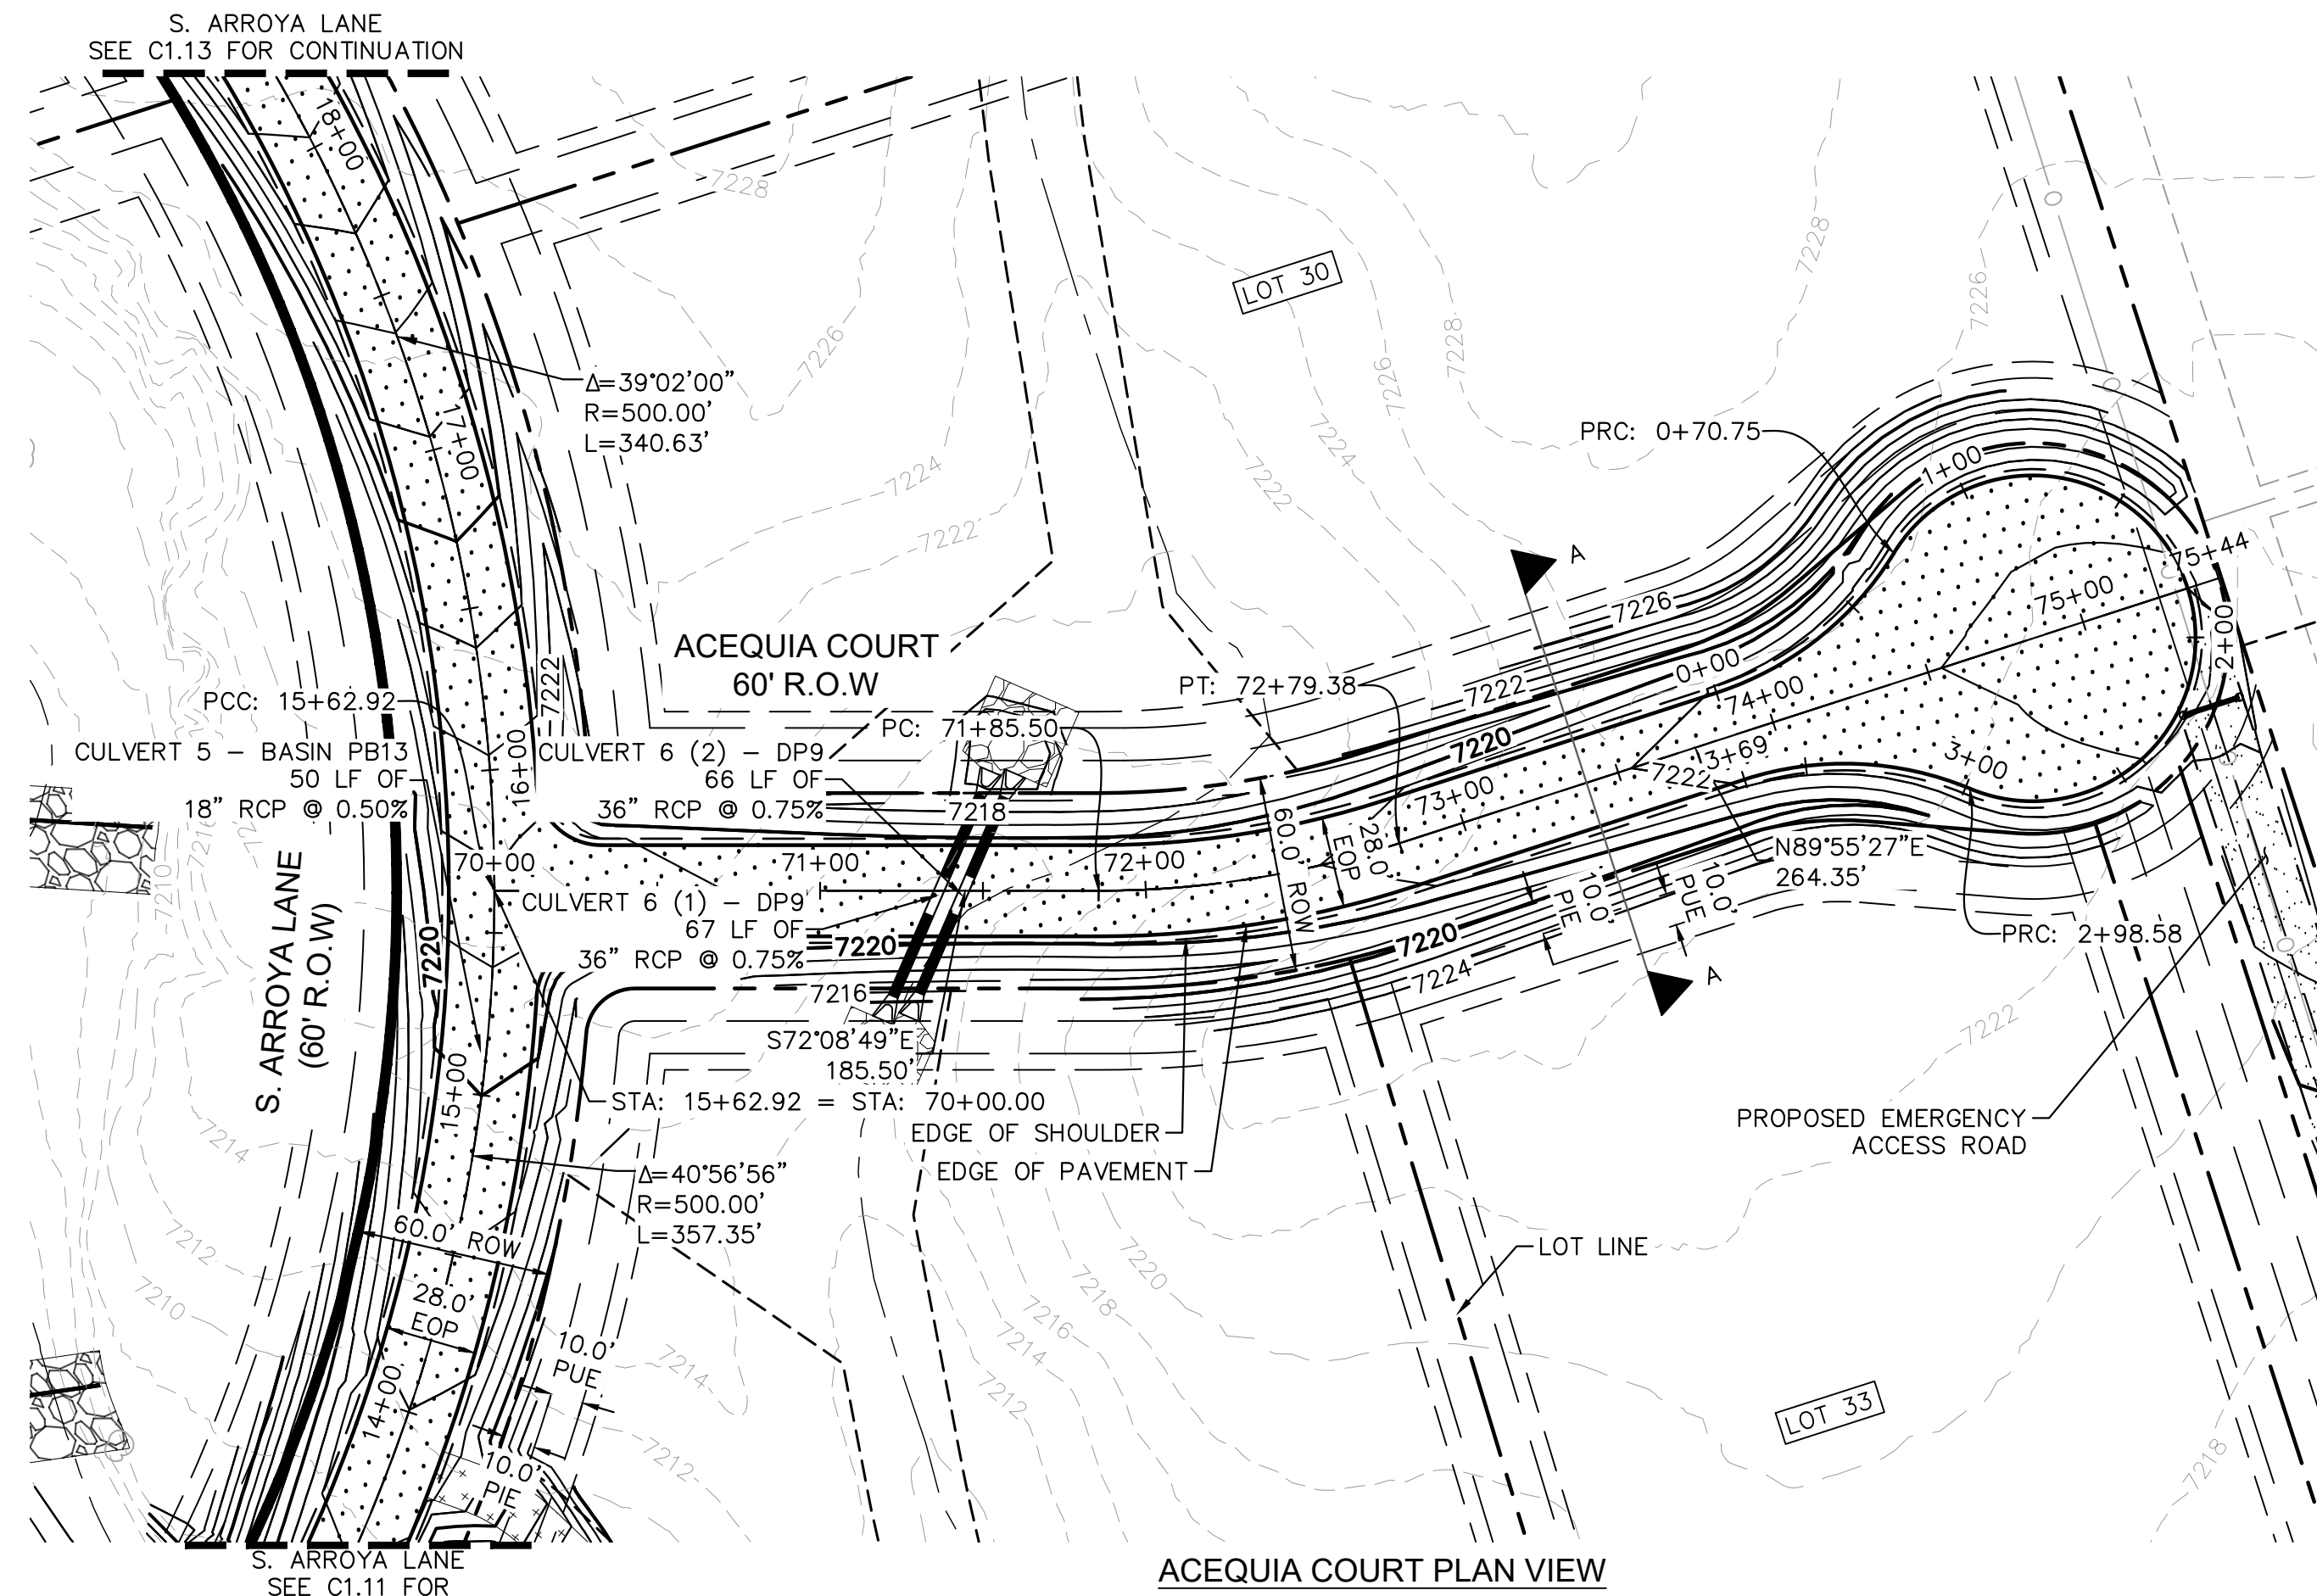 S. ARROYA LANE
SEE C1.13 FOR CONTINUATION
18+00
7228
7228
7226
LOT 30
7226
7228
7226
17+00
Δ=39°02'00"
R=500.00'
L=340.63'
7224
7224
7222
7222
PRC: 0+70.75
1+00
A
75+44
75+00
2+00
7226
ACEQUIA COURT
60' R.O.W
7222
PCC: 15+62.92
PC: 71+85.50
PT: 72+79.38
7222
0+00
74+00
7220
3+69
3+00
7222
CULVERT 5 – BASIN PB13
50 LF OF
18" RCP @ 0.50%
16+00
CULVERT 6 (2) – DP9
66 LF OF
36" RCP @ 0.75%
7218
73+00
60.0' ROW
28.0'
EOP
7210
70+00
71+00
72+00
N89°55'27"E
264.35'
CULVERT 6 (1) – DP9
67 LF OF
36" RCP @ 0.75%
7220
7220
7220
7224
10.0'
PIE
10.0'
PUE
PRC: 2+98.58
A
S. ARROYA LANE
(60' R.O.W)
7216
S72°08'49"E
185.50'
15+00
STA: 15+62.92 = STA: 70+00.00
EDGE OF SHOULDER
EDGE OF PAVEMENT
7222
PROPOSED EMERGENCY
ACCESS ROAD
7214
Δ=40°56'56"
R=500.00'
L=357.35'
7212
60.0' ROW
LOT LINE
7210
28.0'
EOP
7220
7218
7216
7214
7212
10.0'
PUE
7214
14+00
LOT 33
7212
7218
10.0'
PIE
S. ARROYA LANE
SEE C1.11 FOR
ACEQUIA COURT PLAN VIEW